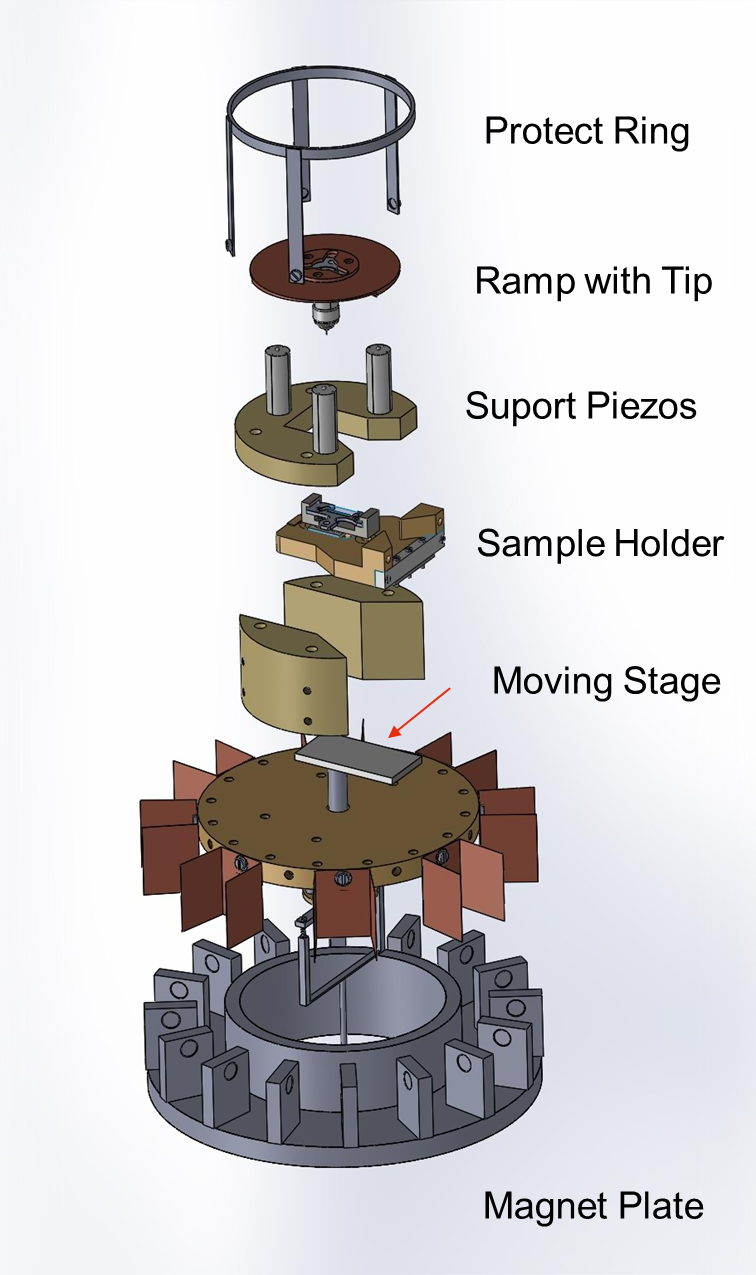 Protect Ring
Ramp with Tip
Suport Piezos
Sample Holder
Moving Stage
Magnet Plate